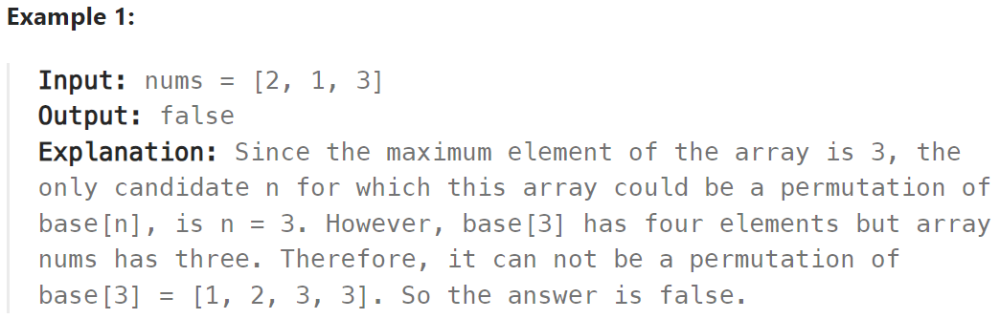 Example 1:
Input: nums = [2, 1, 3]
Output: false
Explanation: Since the maximum element of the array is 3, the
only candidate n for which this array could be a permutation of
base[n], is n = 3. However, base[3] has four elements but array
nums has three. Therefore, it can not be a permutation of
base[3] = [1, 2, 3, 3]. So the answer is false.